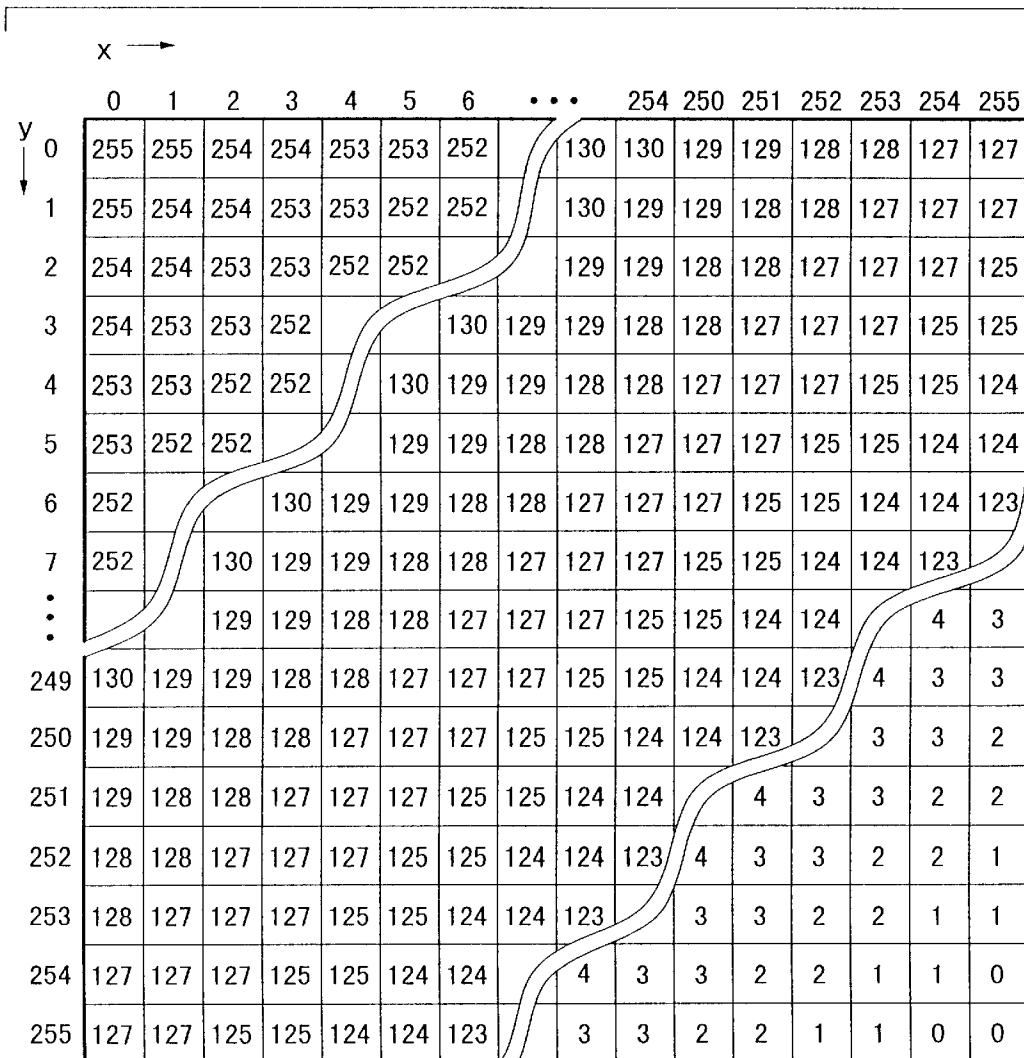 x
0 1 2 3 4 5 6 • • • 254 250 251 252 253 254 255
y
0 255 255 254 254 253 253 252 130 130 129 129 128 128 127 127
1 255 254 254 253 253 252 252 130 129 129 128 128 127 127 127
2 254 254 253 253 252 252 129 129 128 128 127 127 127 125
3 254 253 253 252 130 129 129 128 128 127 127 127 125 125
4 253 253 252 252 130 129 129 128 128 127 127 127 125 125 124
5 253 252 252 129 129 128 128 127 127 127 125 125 124 124
6 252 130 129 129 128 128 127 127 127 125 125 124 124 123
7 252 130 129 129 128 128 127 127 127 125 125 124 124 123
• • • 129 129 128 128 127 127 127 125 125 124 124 4 3
249 130 129 129 128 128 127 127 127 125 125 124 124 123 4 3 3
250 129 129 128 128 127 127 127 125 125 124 124 123 3 3 2
251 129 128 128 127 127 127 125 125 124 124 4 3 3 2 2
252 128 128 127 127 127 125 125 124 124 123 4 3 3 2 2 1
253 128 127 127 127 125 125 124 124 123 3 3 2 2 1 1
254 127 127 127 125 125 124 124 4 3 3 2 2 1 1 0
255 127 127 125 125 124 124 123 3 3 2 2 1 1 0 0